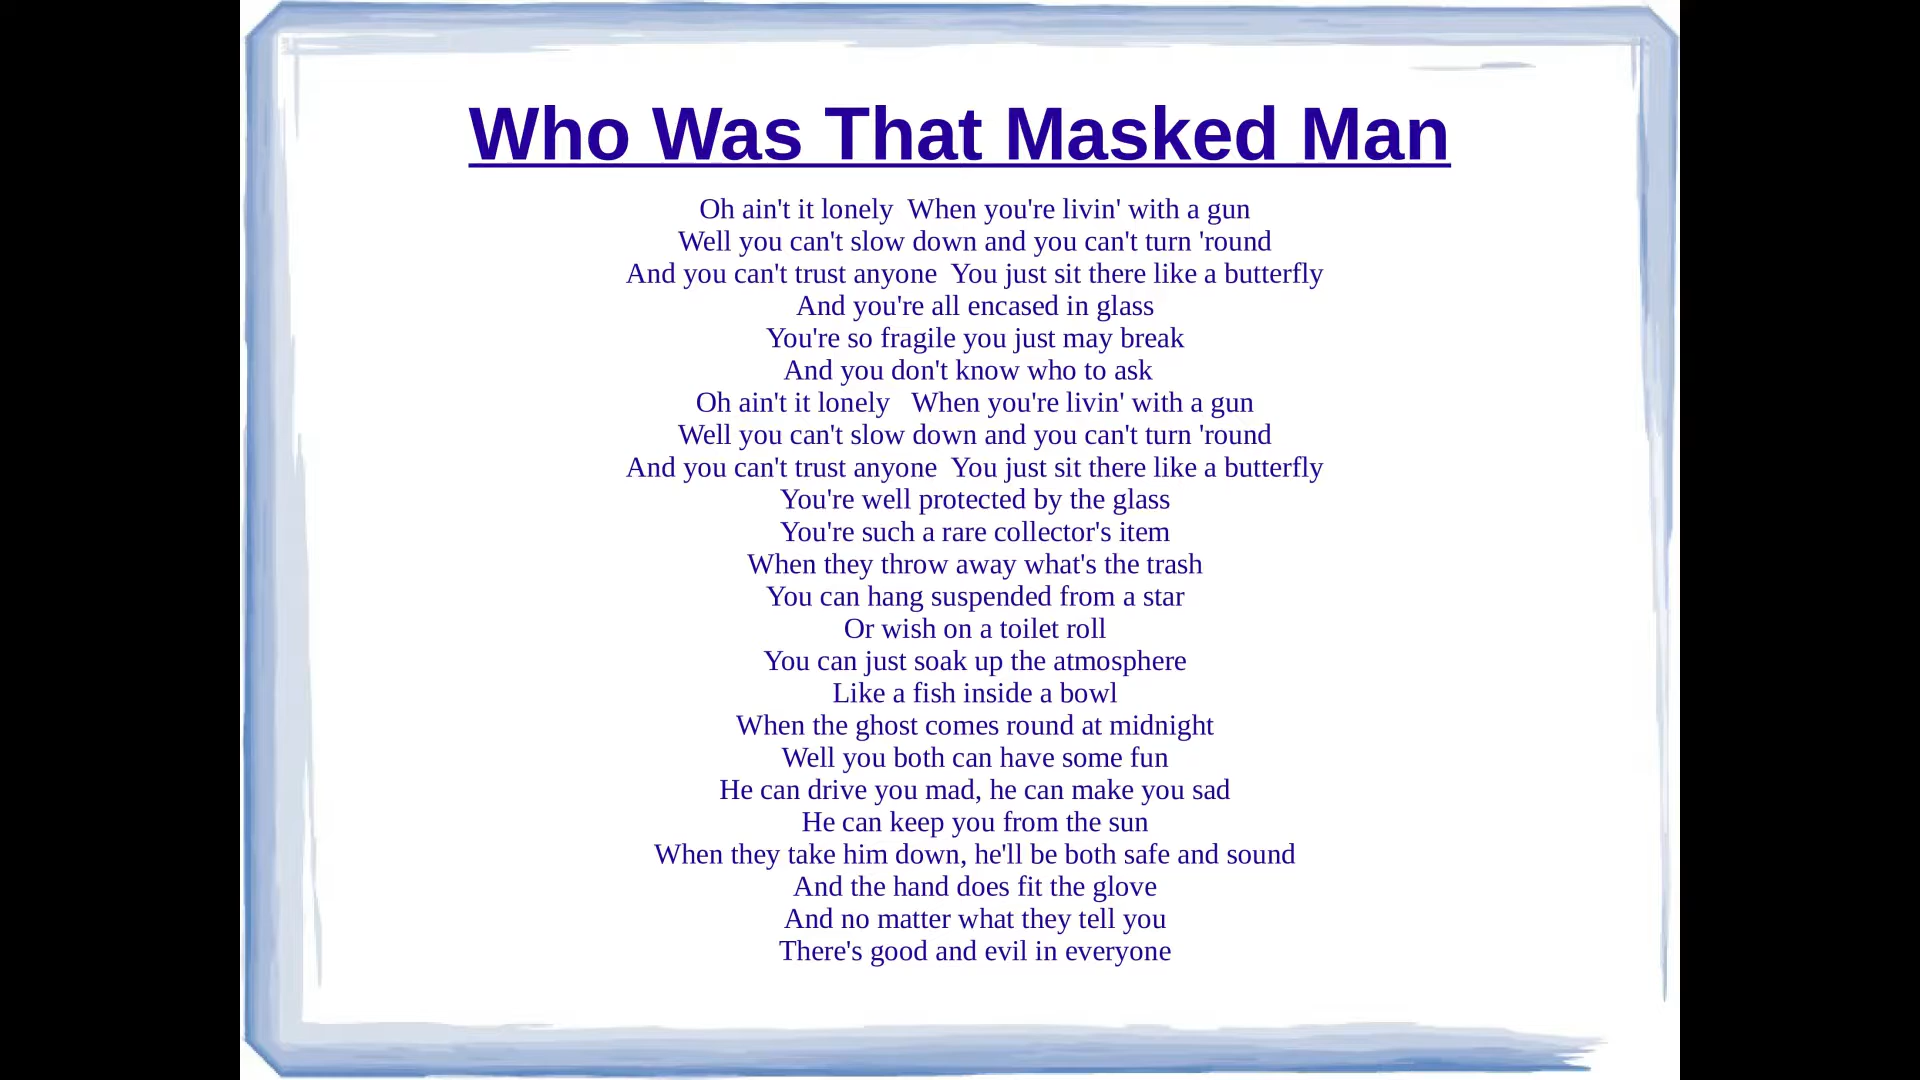 Who Was That Masked Man
Oh ain't it lonely  When you're livin' with a gun
Well you can't slow down and you can't turn 'round
And you can't trust anyone  You just sit there like a butterfly
And you're all encased in glass
You're so fragile you just may break
And you don't know who to ask
Oh ain't it lonely   When you're livin' with a gun
Well you can't slow down and you can't turn 'round
And you can't trust anyone  You just sit there like a butterfly
You're well protected by the glass
You're such a rare collector's item
When they throw away what's the trash
You can hang suspended from a star
Or wish on a toilet roll
You can just soak up the atmosphere
Like a fish inside a bowl
When the ghost comes round at midnight
Well you both can have some fun
He can drive you mad, he can make you sad
He can keep you from the sun
When they take him down, he'll be both safe and sound
And the hand does fit the glove
And no matter what they tell you
There's good and evil in everyone